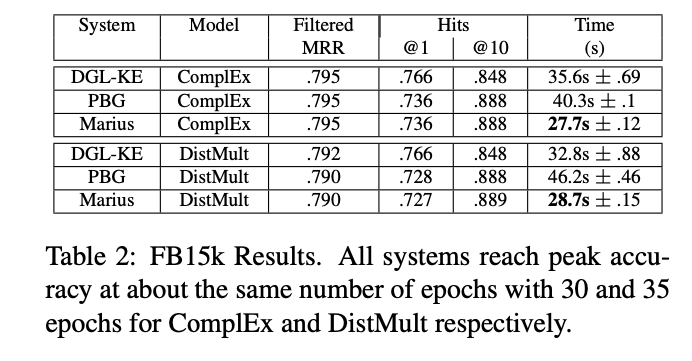 System Model Filtered Hits Time
MRR @1 @10 (s)
DGL-KE ComplEx .795 .766 .848 35.6s ± .69
PBG ComplEx .795 .736 .888 40.3s ± .1
Marius ComplEx .795 .736 .888 27.7s ± .12
DGL-KE DistMult .792 .766 .848 32.8s ± .88
PBG DistMult .790 .728 .888 46.2s ± .46
Marius DistMult .790 .727 .889 28.7s ± .15
Table 2: FB15k Results. All systems reach peak accu-
racy at about the same number of epochs with 30 and 35
epochs for ComplEx and DistMult respectively.